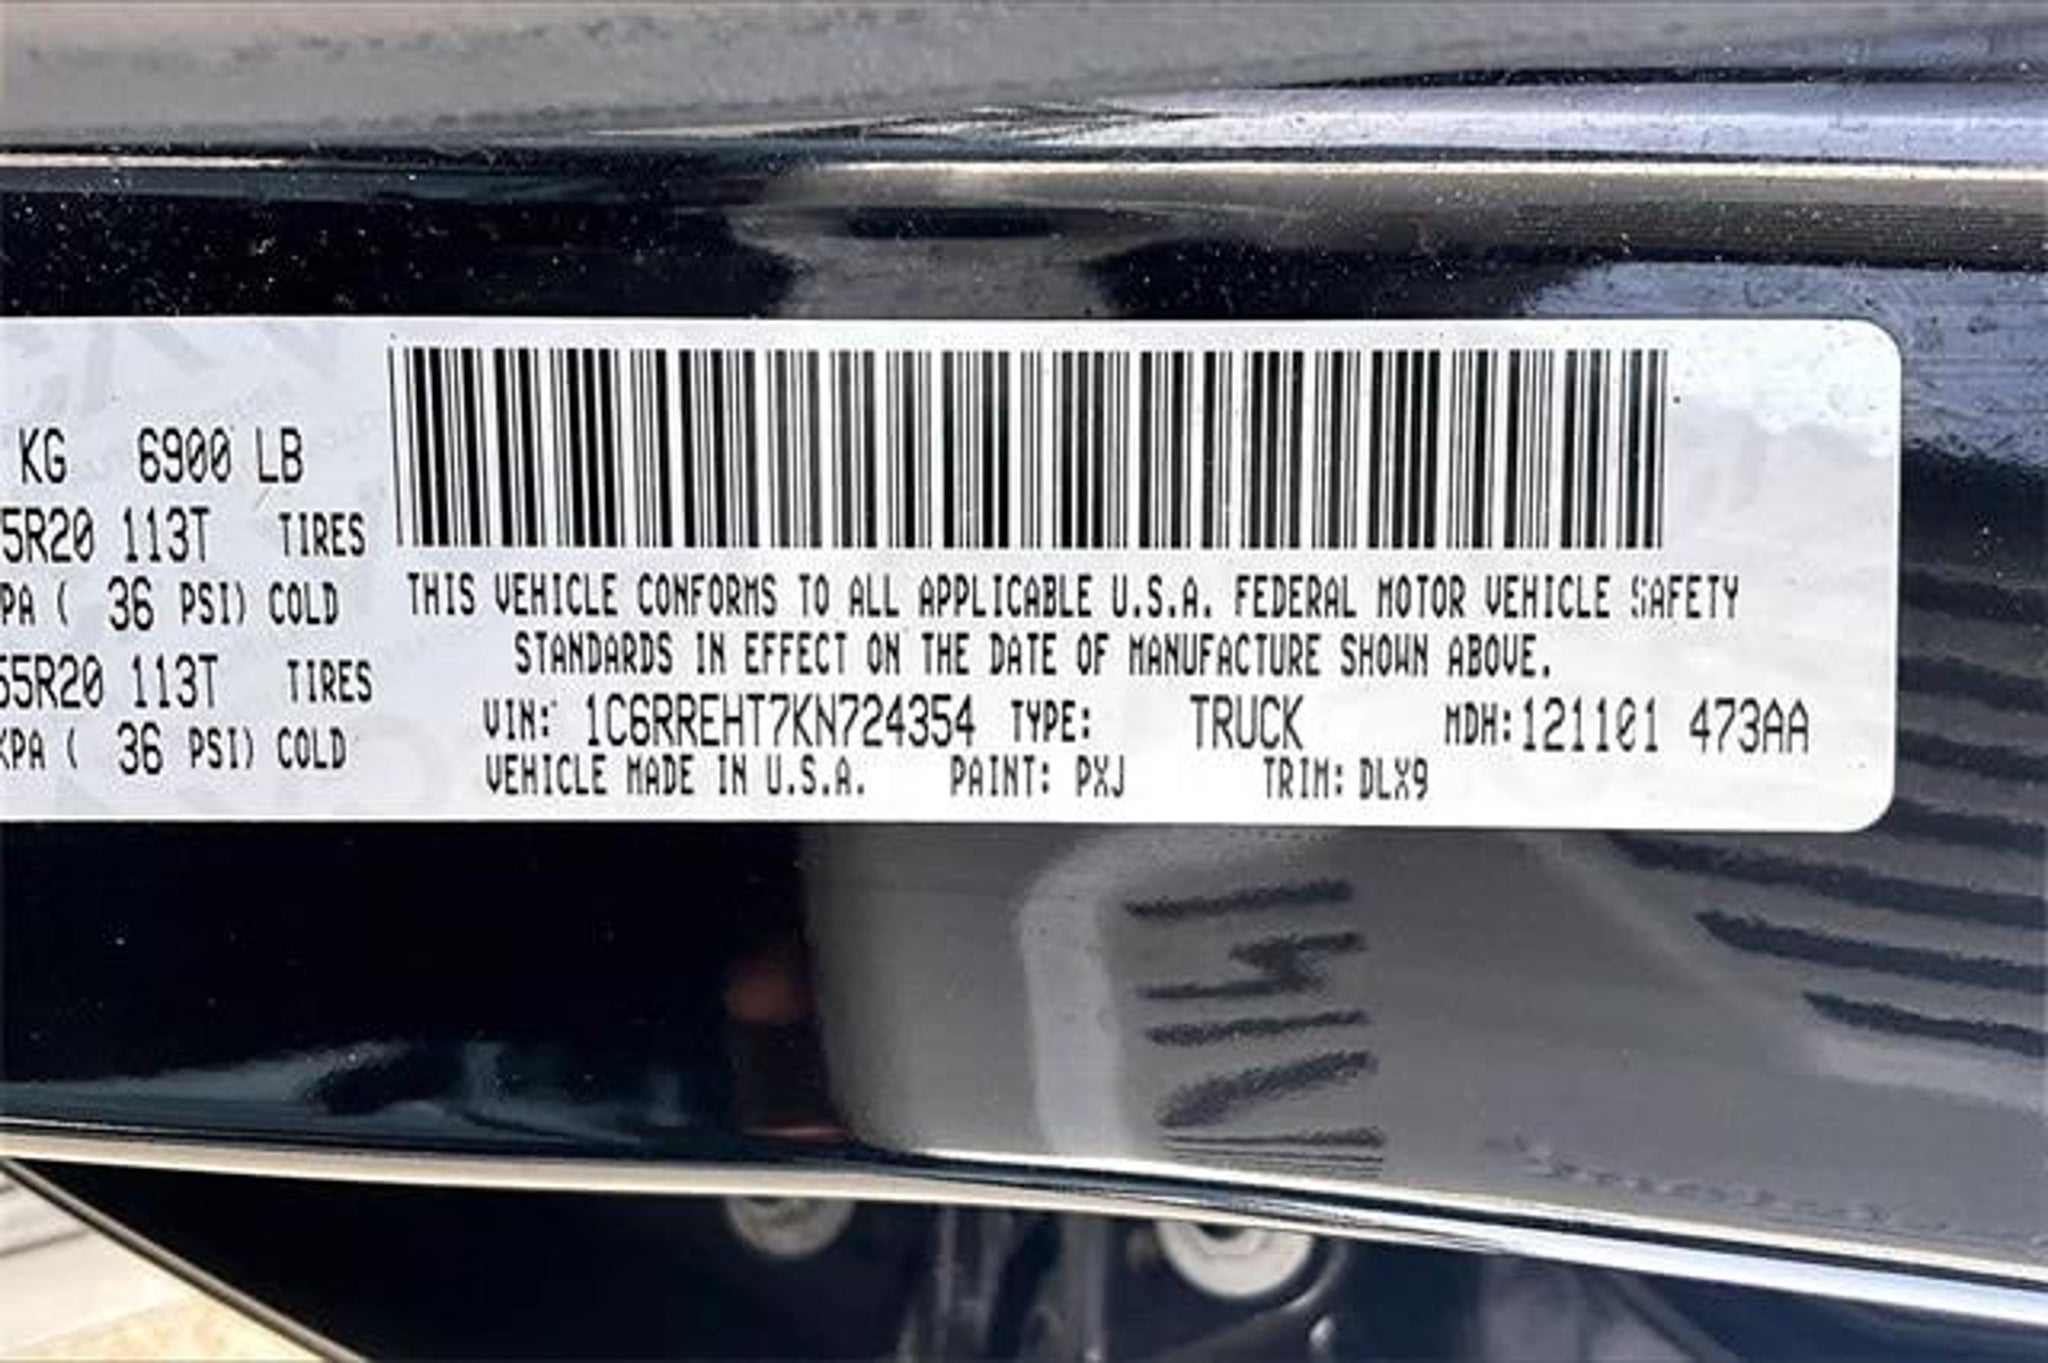 KG 6900 LB
5R20 113T TIRES
PA ( 36 PSI) COLD
55R20 113T TIRES
KPA ( 36 PSI) COLD
THIS VEHICLE CONFORMS TO ALL APPLICABLE U.S.A. FEDERAL MOTOR VEHICLE SAFETY
STANDARDS IN EFFECT ON THE DATE OF MANUFACTURE SHOWN ABOVE.
VIN: 1C6RREHT7KN724354 TYPE: TRUCK MDH:121101 473AA
VEHICLE MADE IN U.S.A. PAINT: PXJ TRIM: DLX9